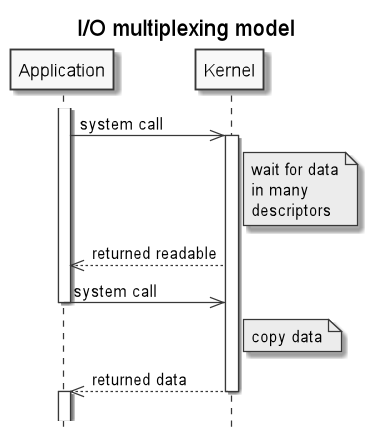 I/O multiplexing model
Application
Kernel
system call
wait for data
in many
descriptors
returned readable
system call
copy data
returned data